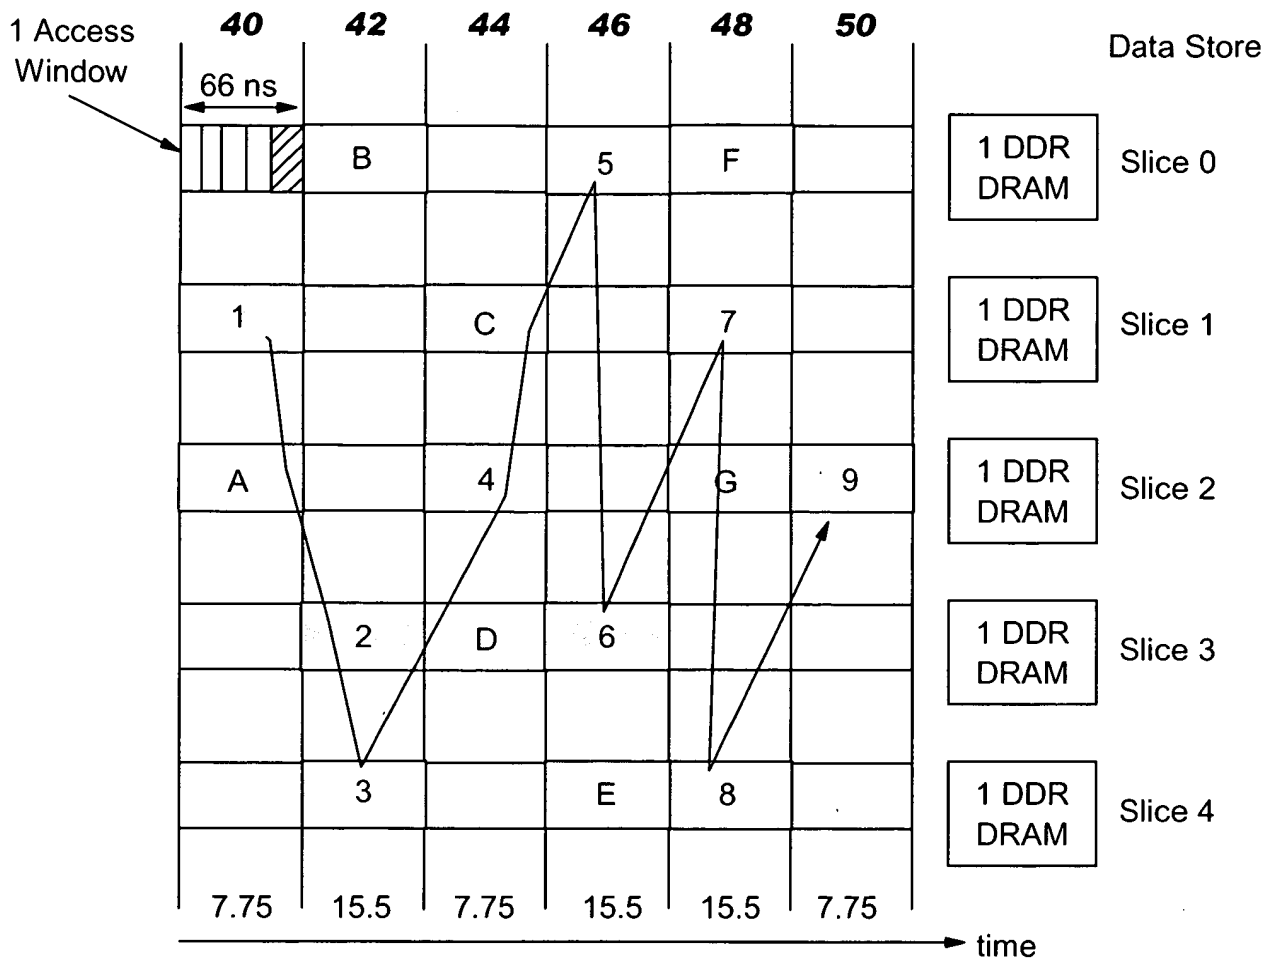 1 Access
Window
40 42 44 46 48 50
Data Store
66 ns
B 5 F
1 DDR
DRAM
Slice 0
1 C 7
1 DDR
DRAM
Slice 1
A 4 G 9
1 DDR
DRAM
Slice 2
2 D 6
1 DDR
DRAM
Slice 3
3 E 8
1 DDR
DRAM
Slice 4
7.75 15.5 7.75 15.5 15.5 7.75
time